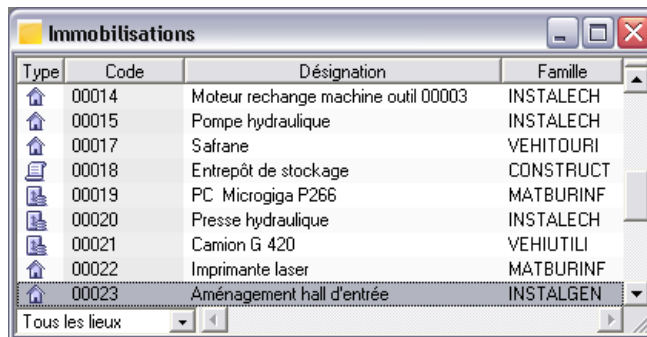 Immobilisations
Type Code Désignation Famille
00014 Moteur rechange machine outil 00003 INSTALECH
00015 Pompe hydraulique INSTALECH
00017 Safrane VEHITOURI
00018 Entrepôt de stockage CONSTRUCT
00019 PC Microgiga P266 MATBURINF
00020 Presse hydraulique INSTALECH
00021 Camion G 420 VEHIUTILI
00022 Imprimante laser MATBURINF
00023 Aménagement hall d'entrée INSTALGEN
Tous les lieux